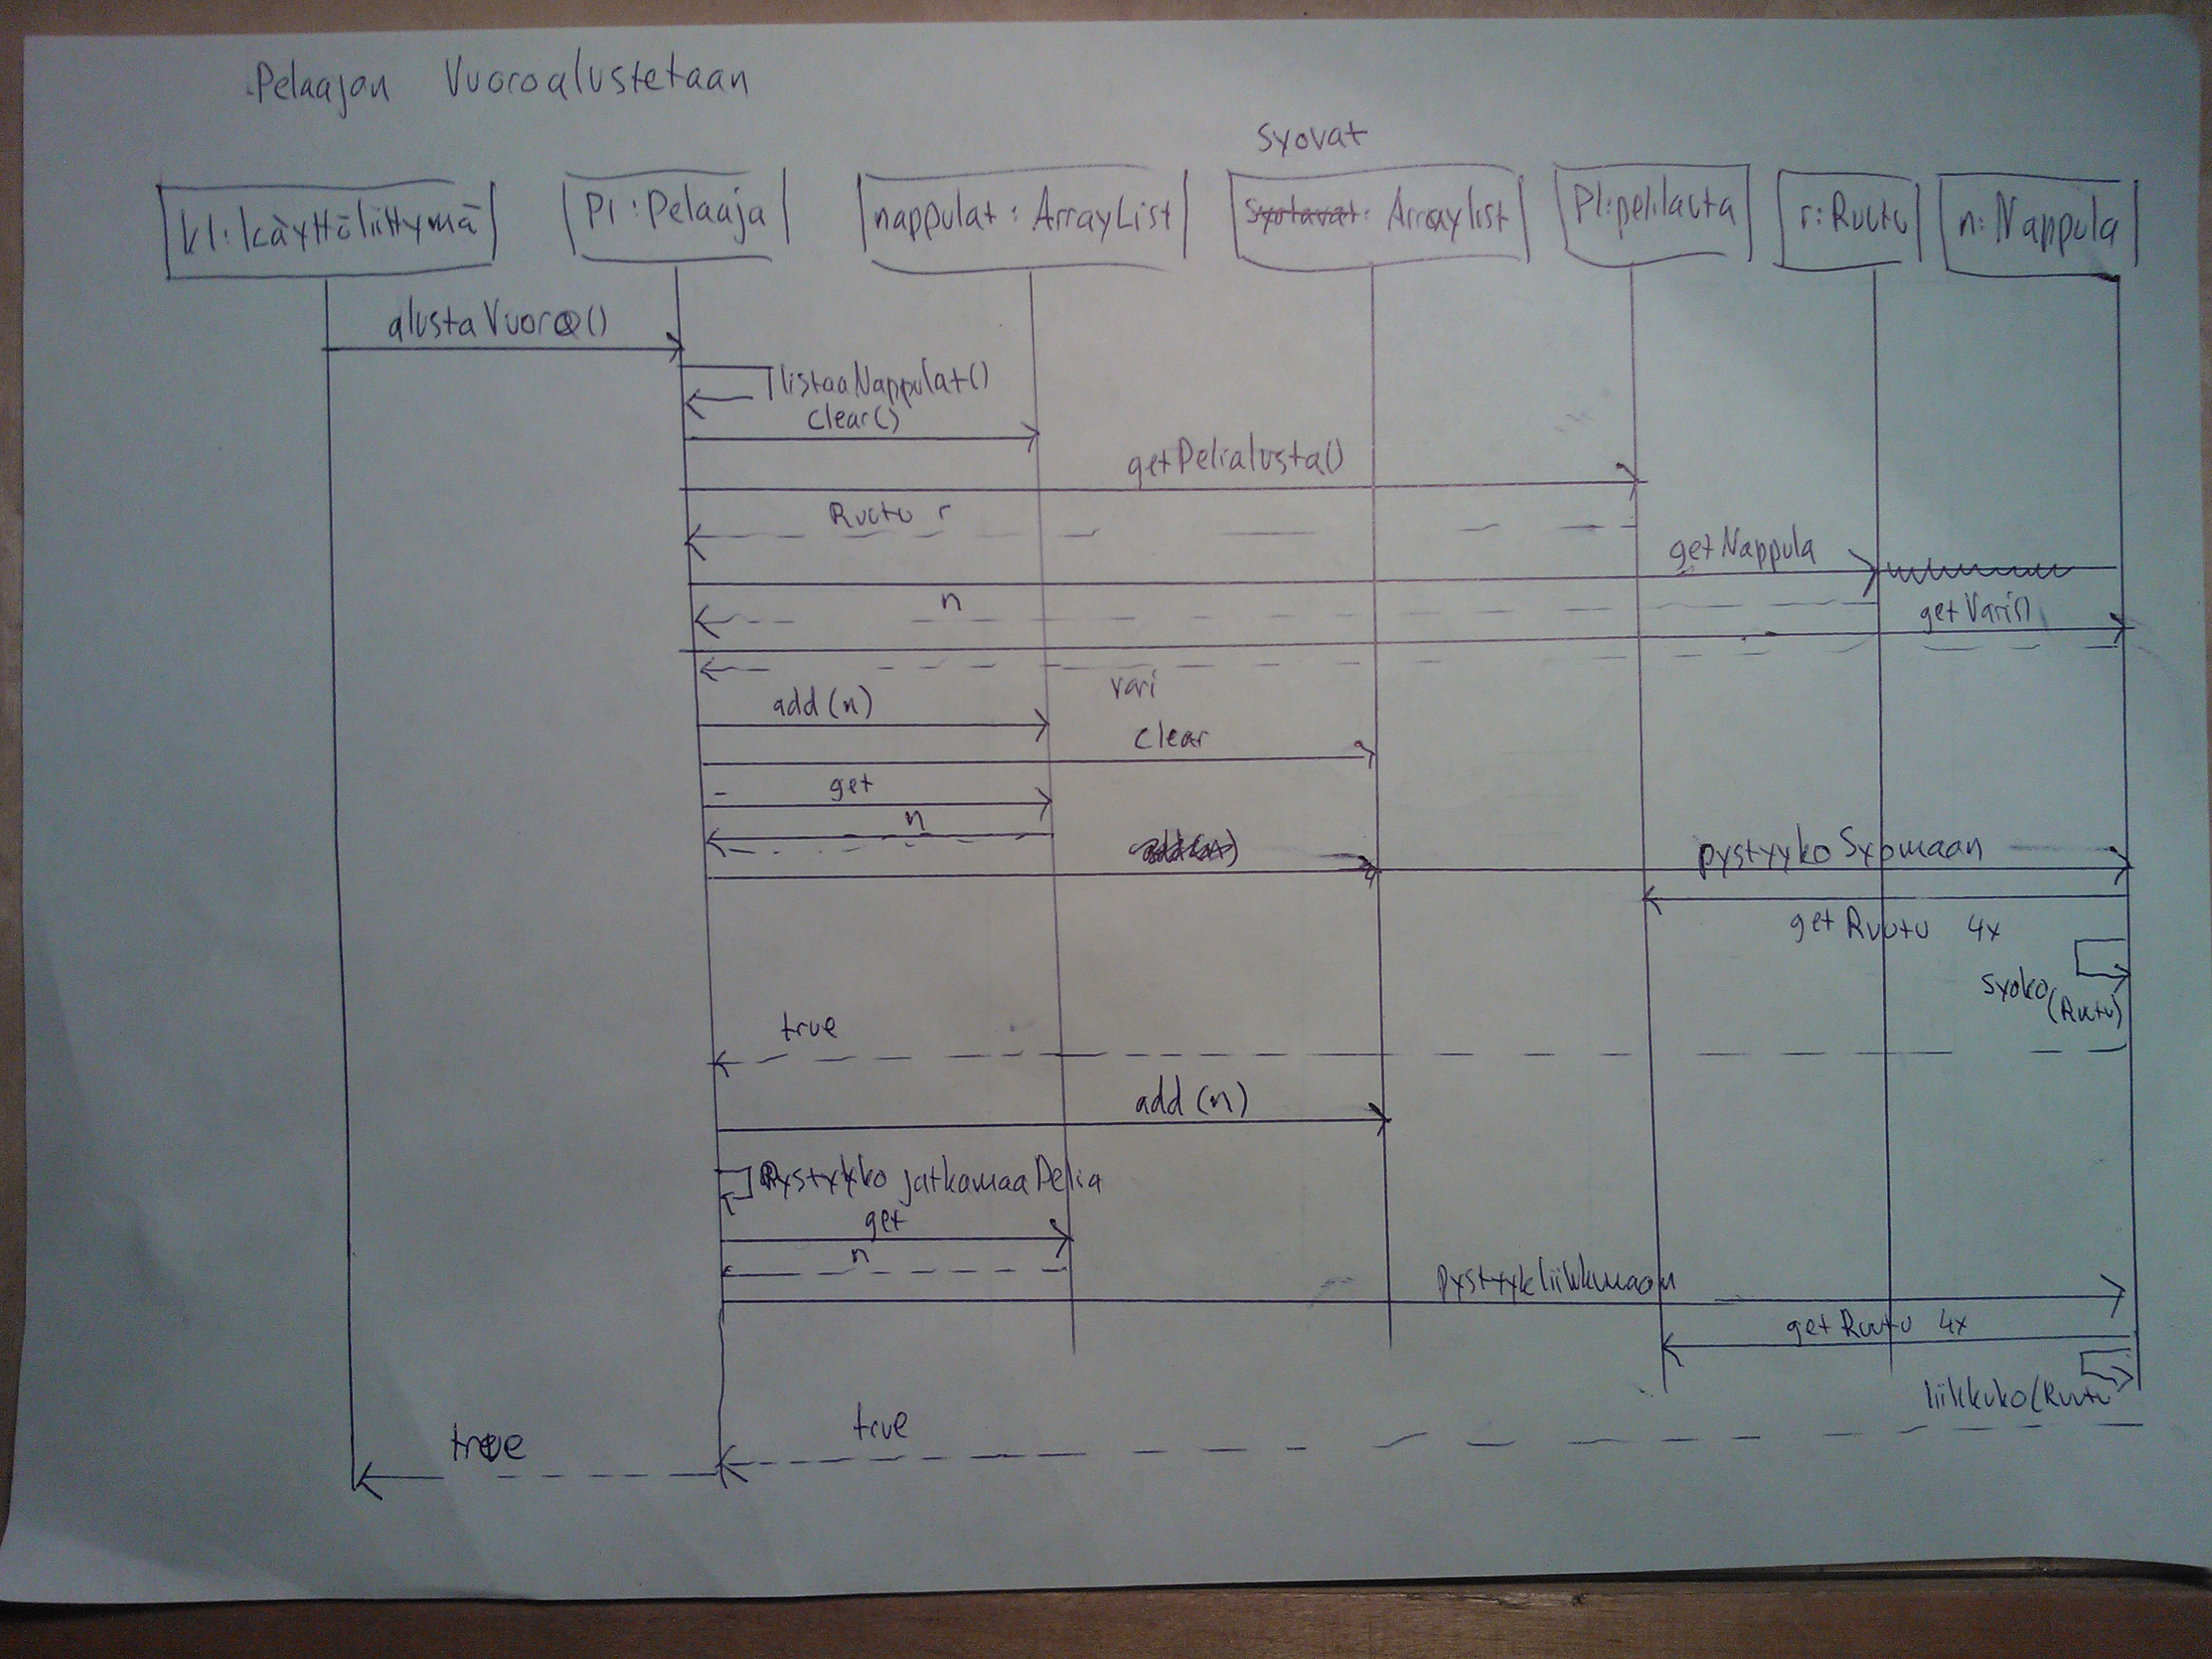 Pelaajan Vuoroalustetaan
syovat
kl:käyttöliittymä
P1:Pelaaja
nappulat: ArrayList
syotavat: Arraylist
Pl:pelilauta
r:Ruutu
n:Nappula
alustaVuoro()
listaaNappulat()
clear()
getPelialusta()
Ruutu r
getNappula
n
getVari()
vari
add(n)
clear
get
n
add(n)
pystyykoSyomaan
getRuutu 4x
syoko(Ruutu)
true
add(n)
PystyykojatkamaaPelia
get
n
pystyykliikkumaan
getRuutu 4x
liikkuko(Ruutu
true
true